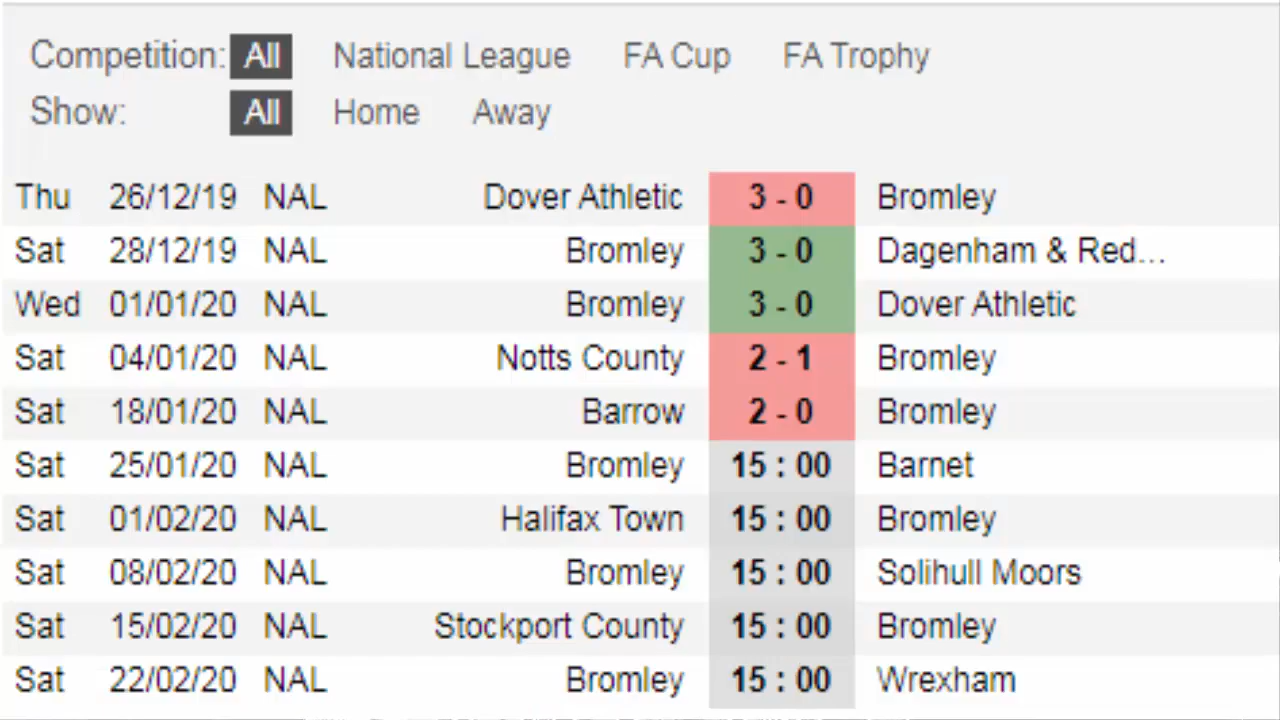 Competition: All National League FA Cup FA Trophy
Show: All Home Away
Thu 26/12/19 NAL Dover Athletic 3 - 0 Bromley
Sat 28/12/19 NAL Bromley 3 - 0 Dagenham & Red...
Wed 01/01/20 NAL Bromley 3 - 0 Dover Athletic
Sat 04/01/20 NAL Notts County 2 - 1 Bromley
Sat 18/01/20 NAL Barrow 2 - 0 Bromley
Sat 25/01/20 NAL Bromley 15 : 00 Barnet
Sat 01/02/20 NAL Halifax Town 15 : 00 Bromley
Sat 08/02/20 NAL Bromley 15 : 00 Solihull Moors
Sat 15/02/20 NAL Stockport County 15 : 00 Bromley
Sat 22/02/20 NAL Bromley 15 : 00 Wrexham